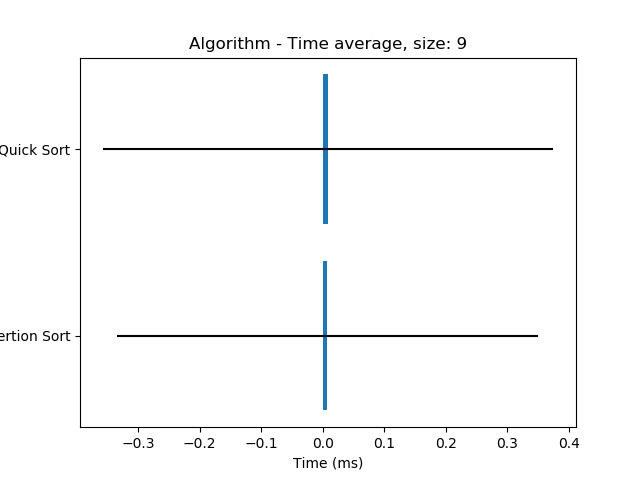 Algorithm - Time average, size: 9
Quick Sort
ertion Sort
−0.3 −0.2 −0.1 0.0 0.1 0.2 0.3 0.4
Time (ms)